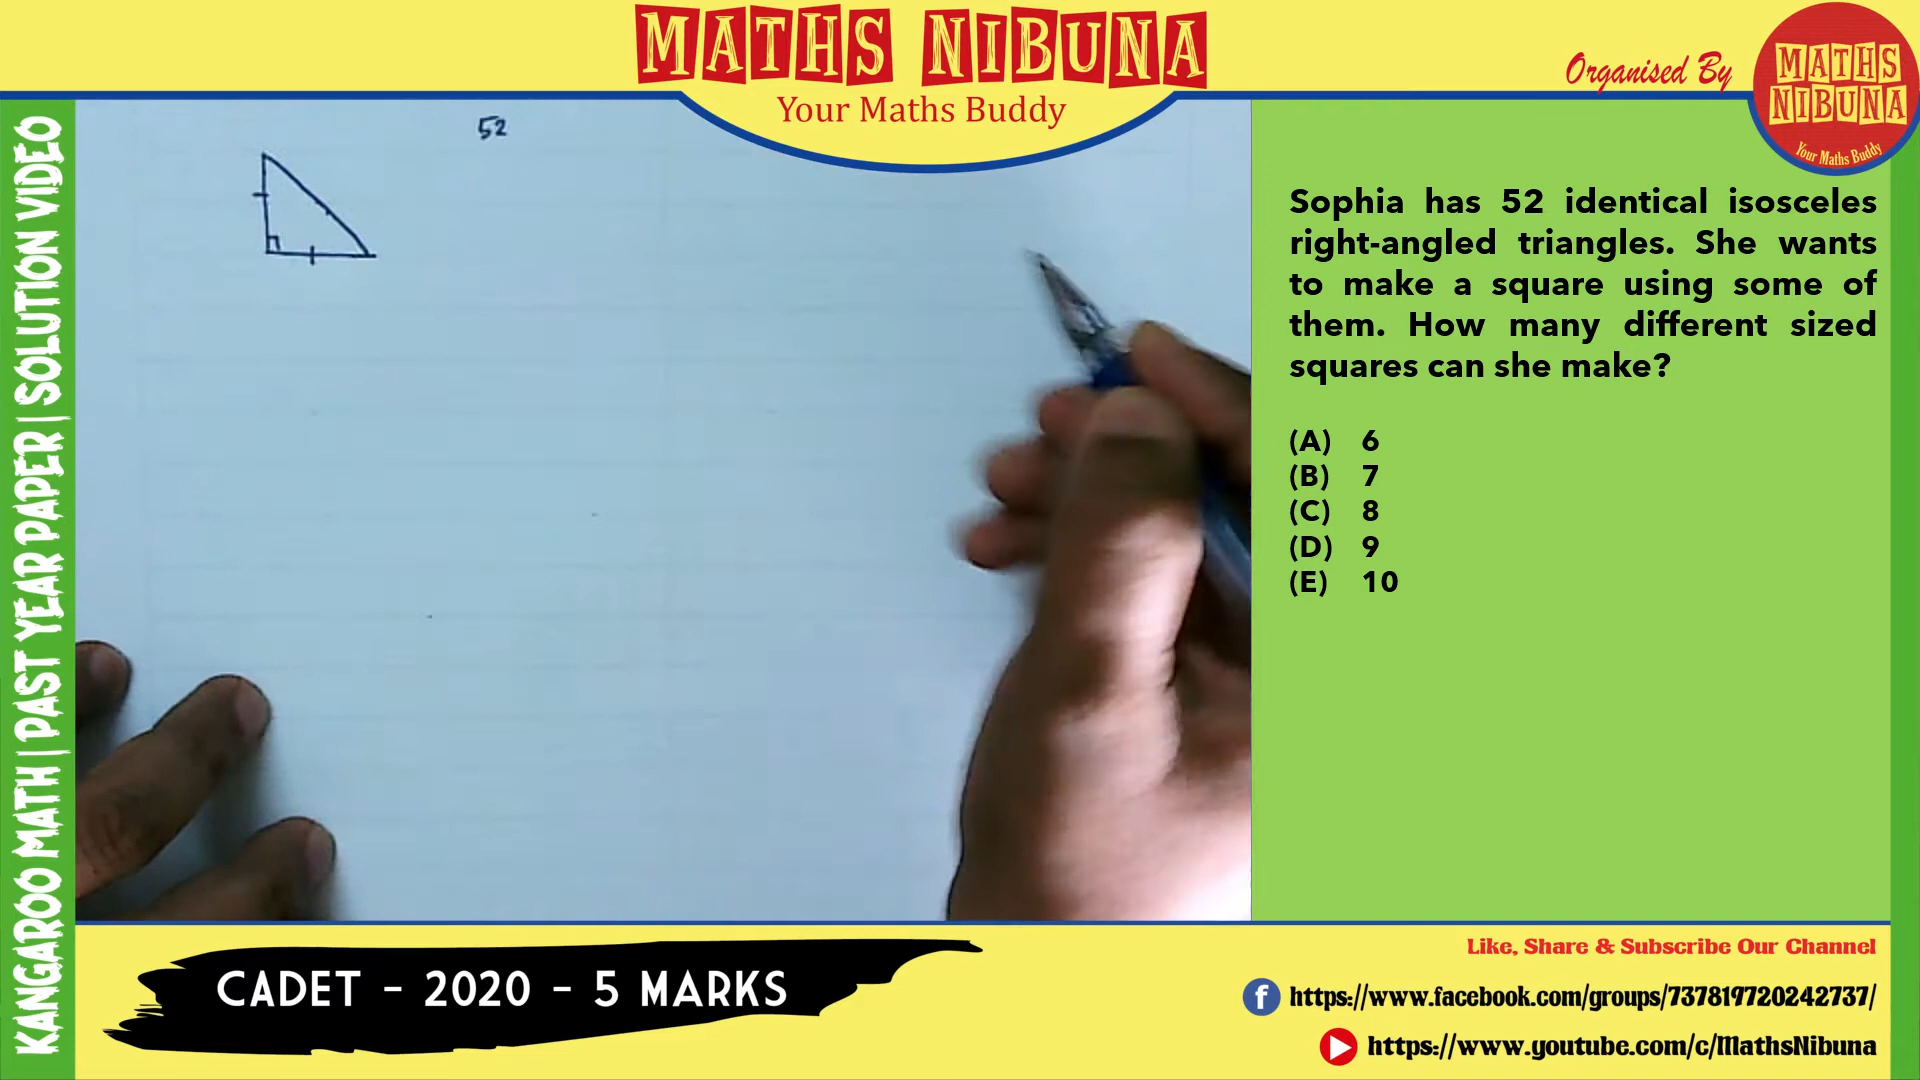 MATHS NIBUNA
Your Maths Buddy
Organised By
MATHS
NIBUNA
Your Maths Buddy
KANGAROO MATH | PAST YEAR PAPER | SOLUTION VIDEO
52
Sophia has 52 identical isosceles
right-angled triangles. She wants
to make a square using some of
them. How many different sized
squares can she make?
(A) 6
(B) 7
(C) 8
(D) 9
(E) 10
CADET - 2020 - 5 MARKS
Like, Share & Subscribe Our Channel
https://www.facebook.com/groups/737819720242737/
https://www.youtube.com/c/MathsNibuna